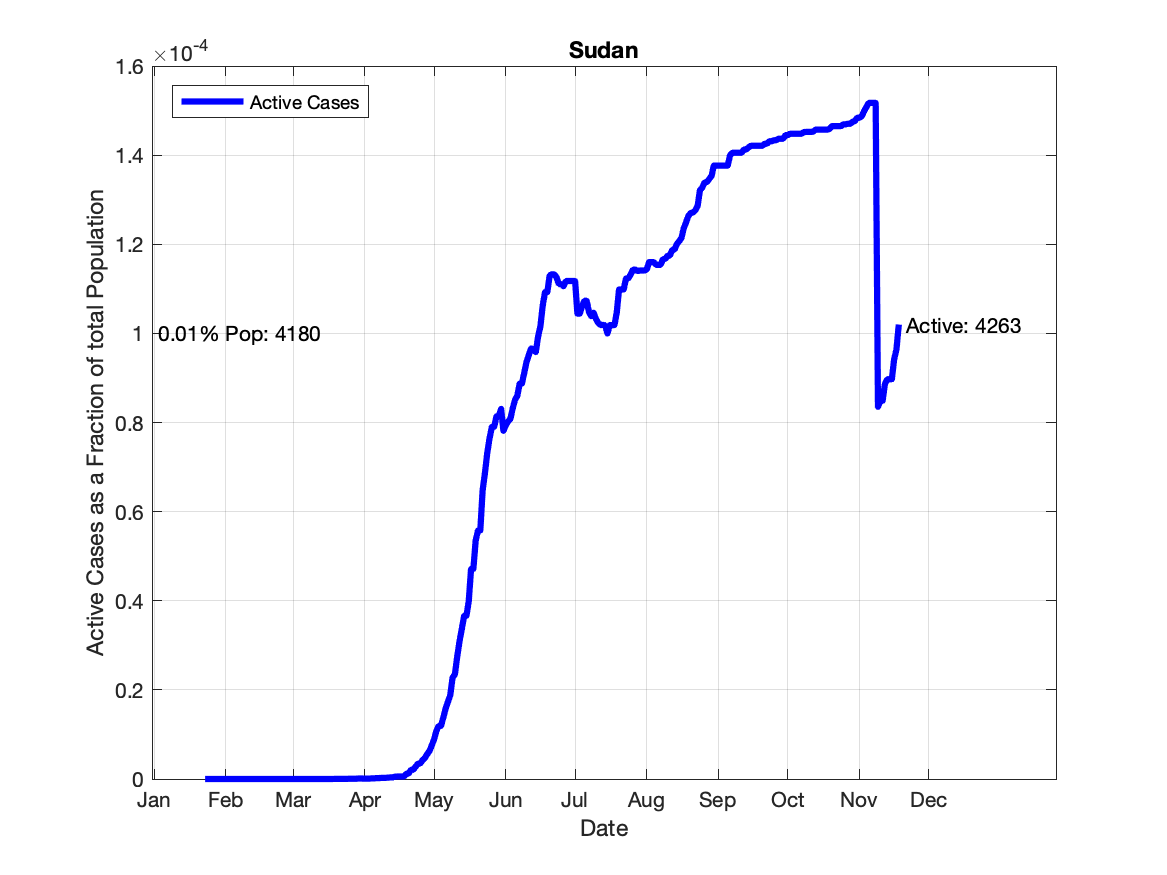 Sudan
×10⁻⁴
1.6
1.4
1.2
1
0.8
0.6
0.4
0.2
0
Active Cases as a Fraction of total Population
Active Cases
0.01% Pop: 4180
Active: 4263
Jan Feb Mar Apr May Jun Jul Aug Sep Oct Nov Dec
Date